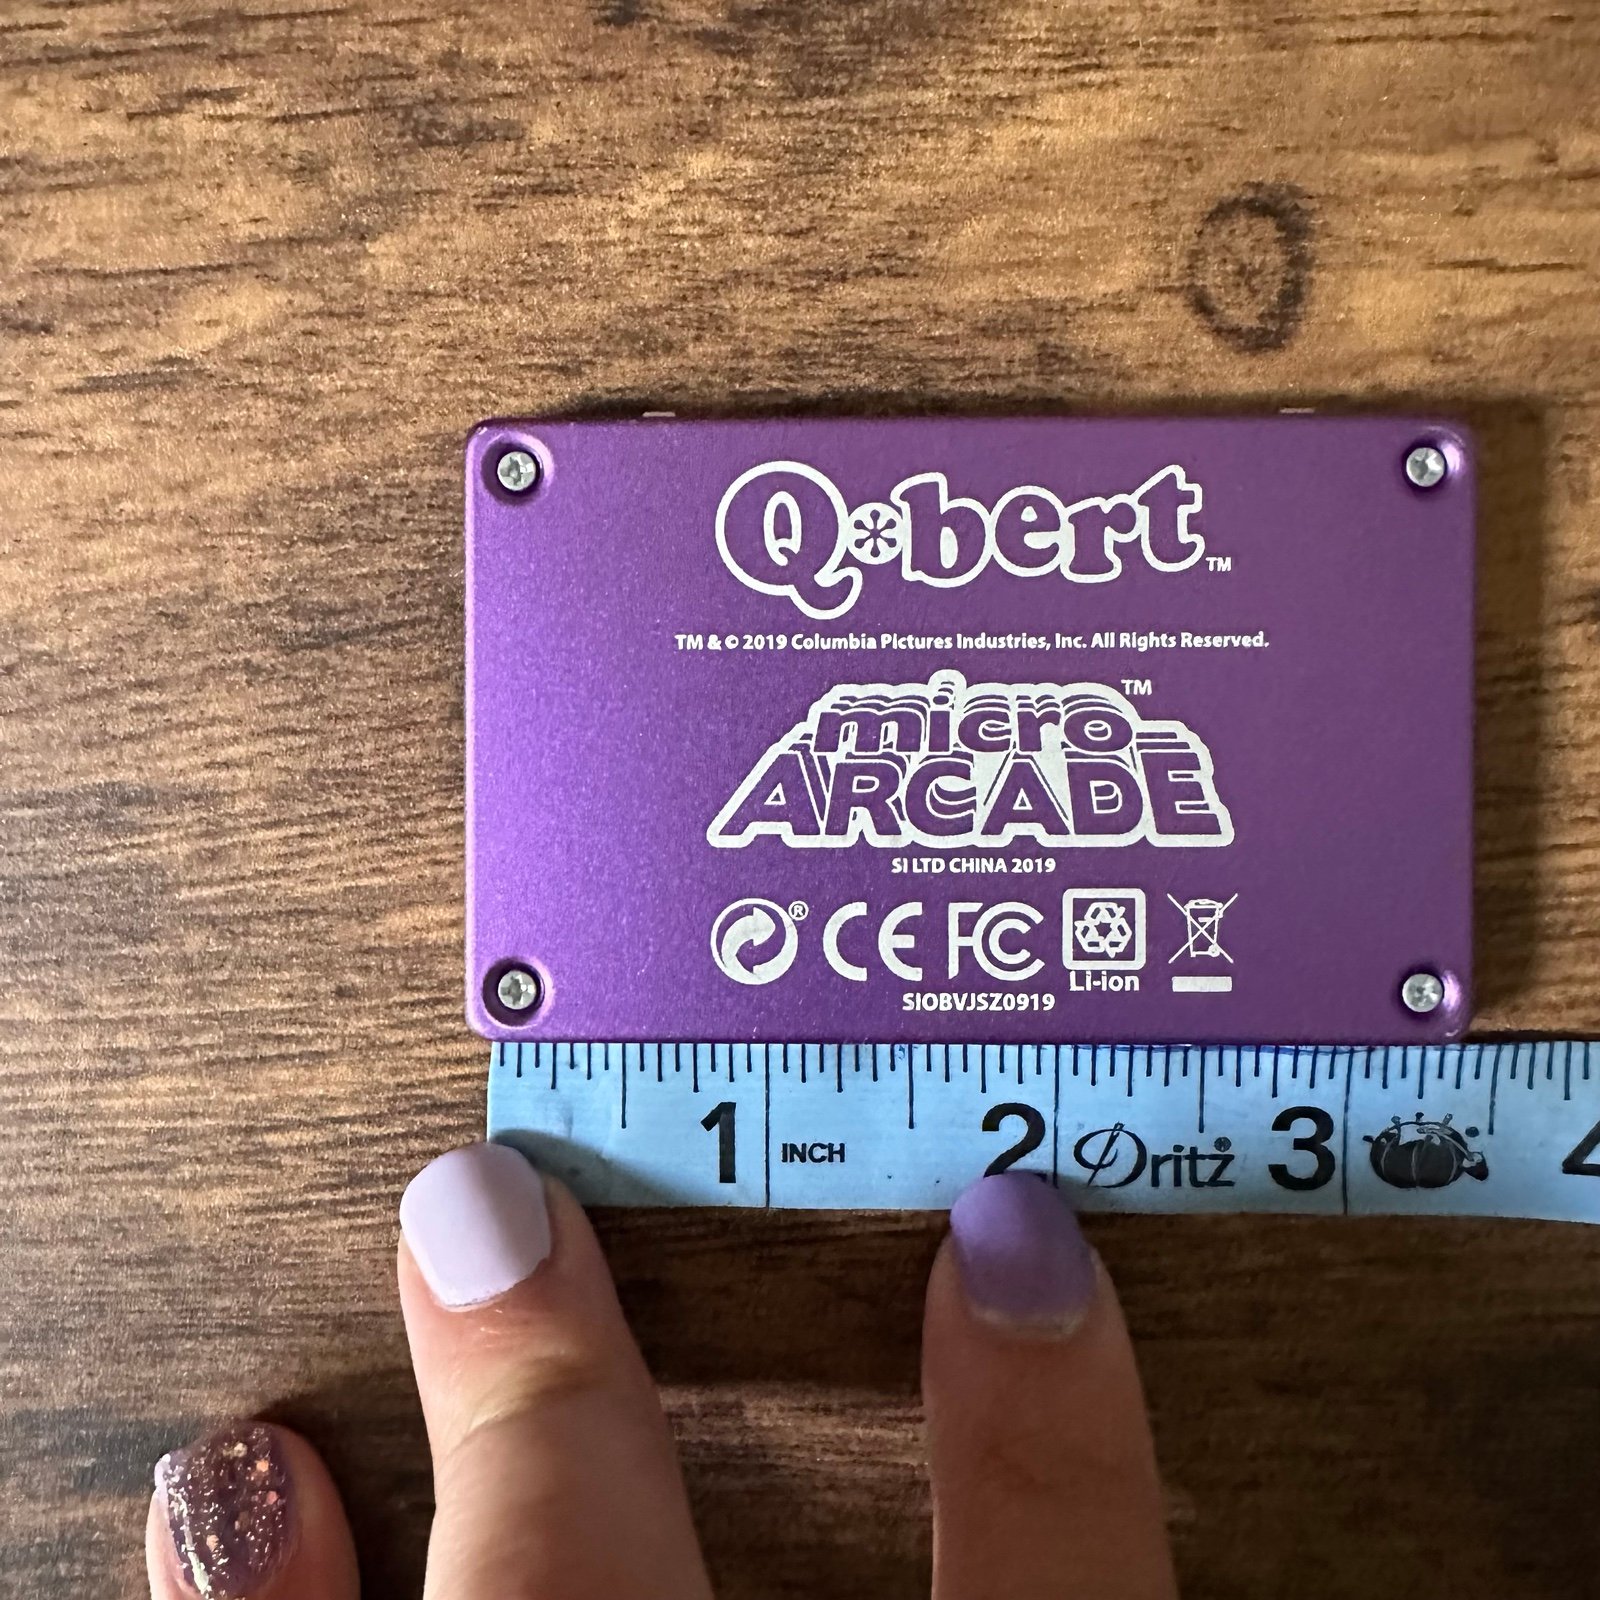 Q*bert™
TM & © 2019 Columbia Pictures Industries, Inc. All Rights Reserved.
micro™
ARCADE
SI LTD CHINA 2019
® CE FC
Li-ion
SIOBVJSZ0919
1 INCH 2 Dritz® 3 4